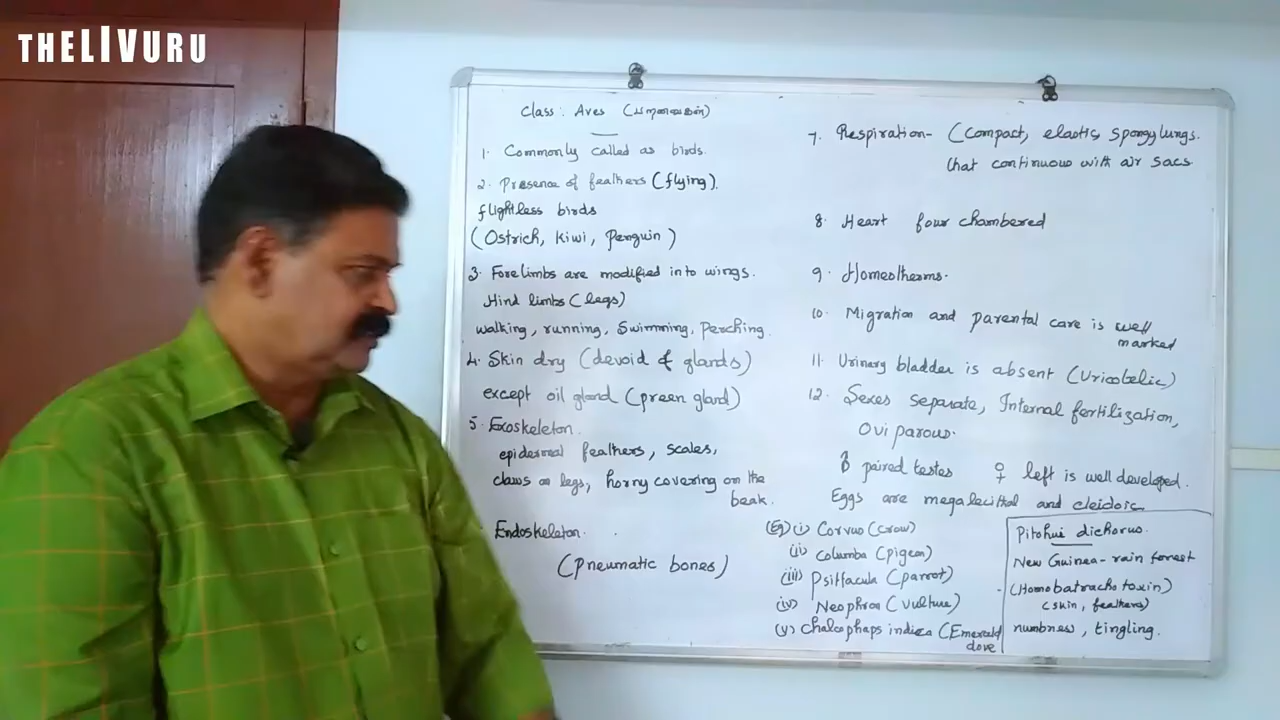 THELIVURU
Class: Aves (பறவைகள்)
1. Commonly called as birds.
2. Presence of feathers (flying).
flightless birds
(Ostrich, Kiwi, Penguin)
3. Forelimbs are modified into wings.
Hind limbs (legs)
walking, running, Swimming, Perching.
4. Skin dry (devoid of glands)
except oil gland (preen gland)
5. Exoskeleton.
epidermal feathers, scales,
claws on legs, horny covering on the
beak.
Endoskeleton.
(pneumatic bones)
7. Respiration- (Compact, elastic, spongy lungs.
that continuous with air sacs
8. Heart four chambered
9. Homeotherms.
10. Migration and parental care is well
marked
11. Urinary bladder is absent (Uricotelic)
12. Sexes separate, Internal fertilization,
Oviparous.
paired testes ♀ left is well developed.
Eggs are megalecithal and cleidoic
(Eg) (i) Corvus (crow)
(ii) Columba (pigeon)
(iii) Psittacula (parrot)
(iv) Neophron (vulture)
(v) Chalcophaps indica (Emerald
dove
Pitohui dichorus.
New Guinea- rain forrest
(Homobatrachotoxin)
(skin, feathers)
numbness, tingling.